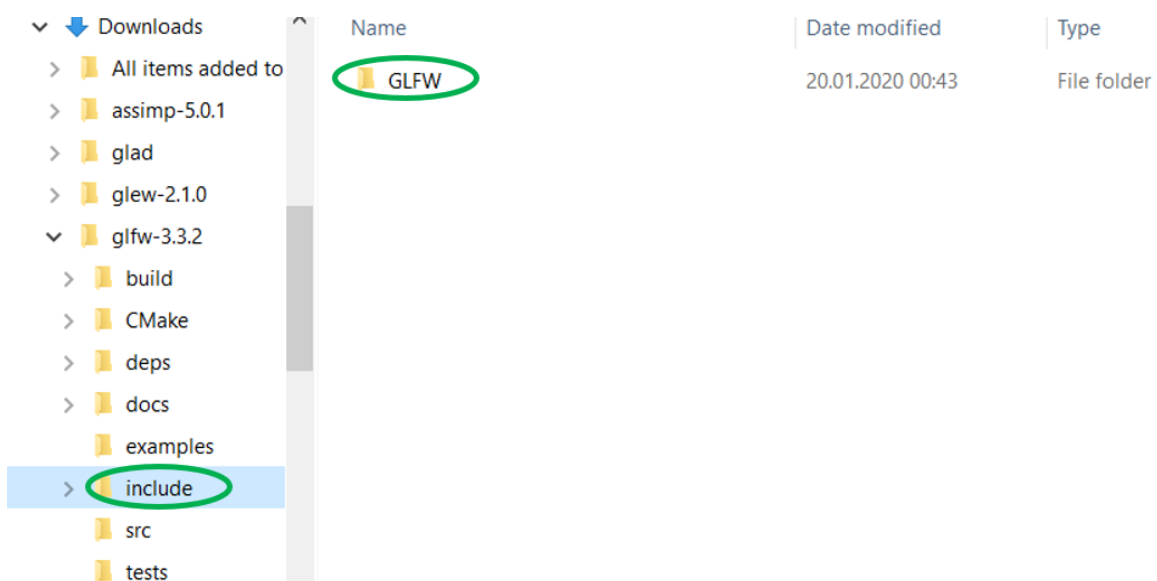 Downloads
All items added to
assimp-5.0.1
glad
glew-2.1.0
glfw-3.3.2
build
CMake
deps
docs
examples
include
src
tests
Name Date modified Type
GLFW 20.01.2020 00:43 File folder